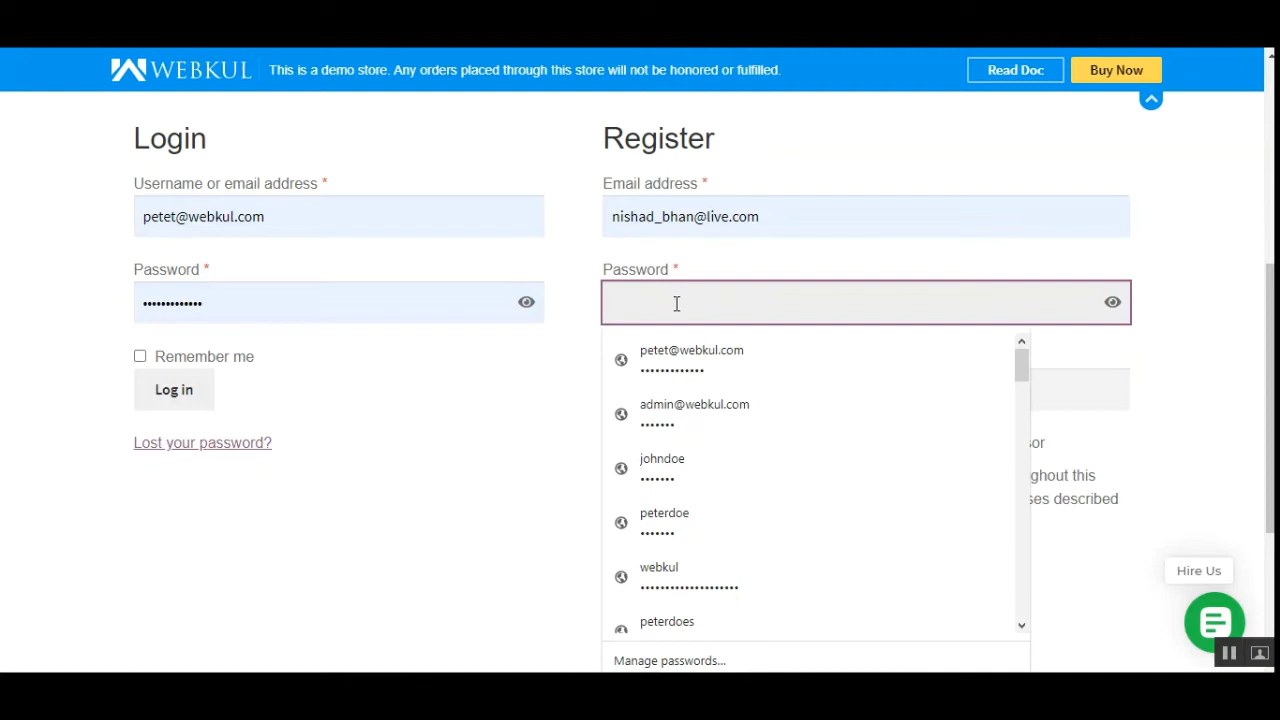 WEBKUL
This is a demo store. Any orders placed through this store will not be honored or fulfilled.
Read Doc
Buy Now
Login
Username or email address *
petet@webkul.com
Password *
•••••••••••••
Remember me
Log in
Lost your password?
Register
Email address *
nishad_bhan@live.com
Password *
petet@webkul.com
•••••••••••••
admin@webkul.com
•••••••
johndoe
•••••••
peterdoe
•••••••
webkul
••••••••••••••••••••
peterdoes
Manage passwords...
sor
ghout this
ses described
Hire Us